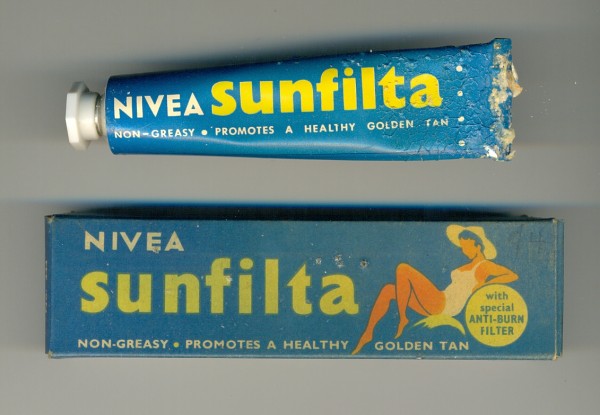 NIVEA sunfilta
NON-GREASY • PROMOTES A HEALTHY GOLDEN TAN
NIVEA
sunfilta
with
special
ANTI-BURN
FILTER
NON-GREASY • PROMOTES A HEALTHY GOLDEN TAN